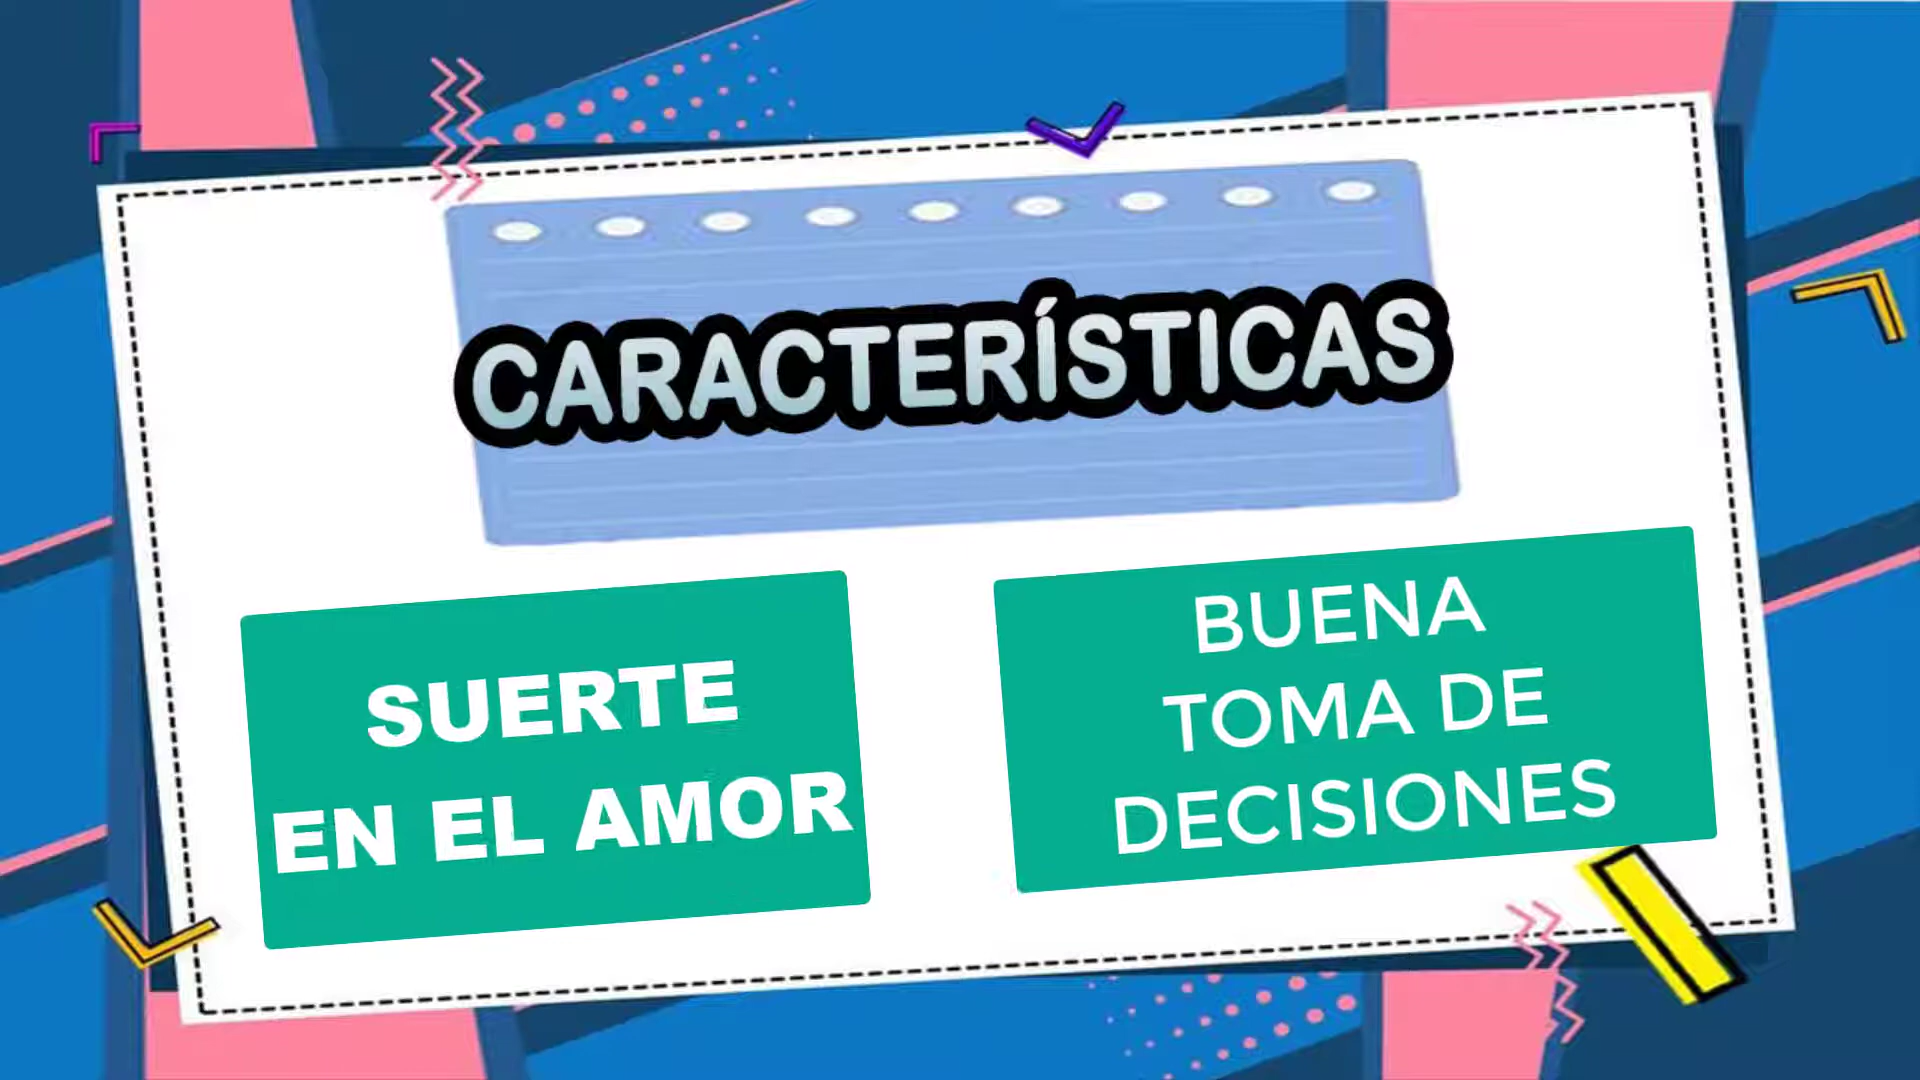 CARACTERÍSTICAS
SUERTE
EN EL AMOR
BUENA
TOMA DE
DECISIONES